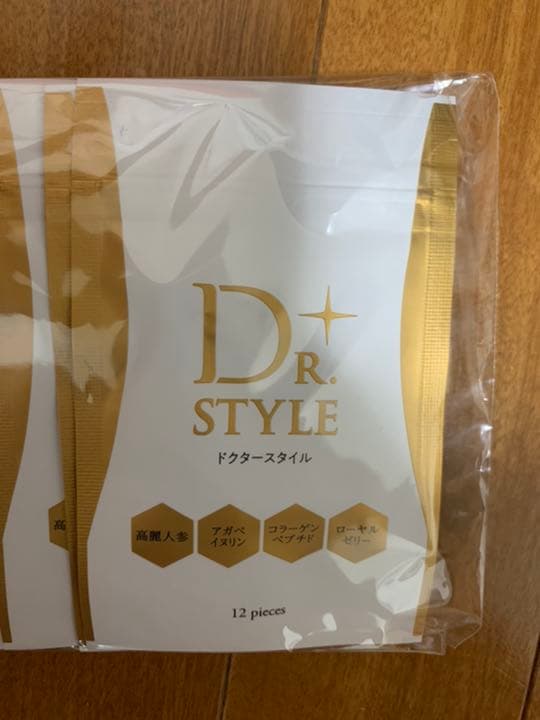 DR.
STYLE
ドクタースタイル
高麗人参
アガベ
イヌリン
コラーゲン
ペプチド
ローヤル
ゼリー
12 pieces
高